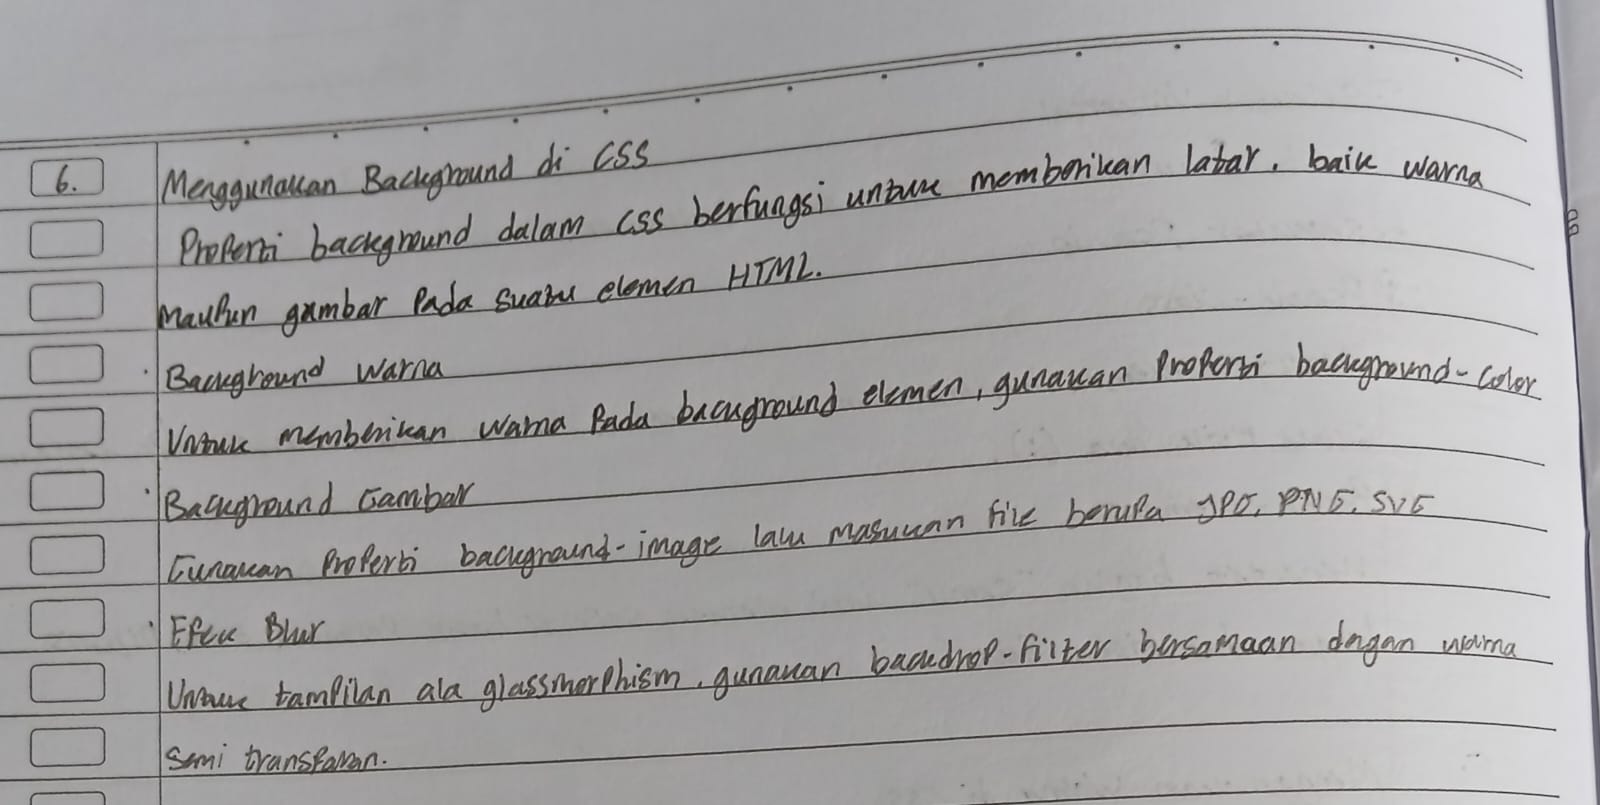 6. Menggunakan Background di CSS
Properti background dalam CSS berfungsi untuk memberikan latar, baik warna
maupun gambar pada suatu elemen HTML.
· Background Warna
Untuk memberikan warna pada background elemen, gunakan properti background-color
· Background Gambar
Gunakan properti background-image lalu masukan file berupa JPG, PNG, SVG
· Efek Blur
Untuk tampilan ala glassmorphism, gunakan backdrop-filter bersamaan dengan warna
semi transparan.